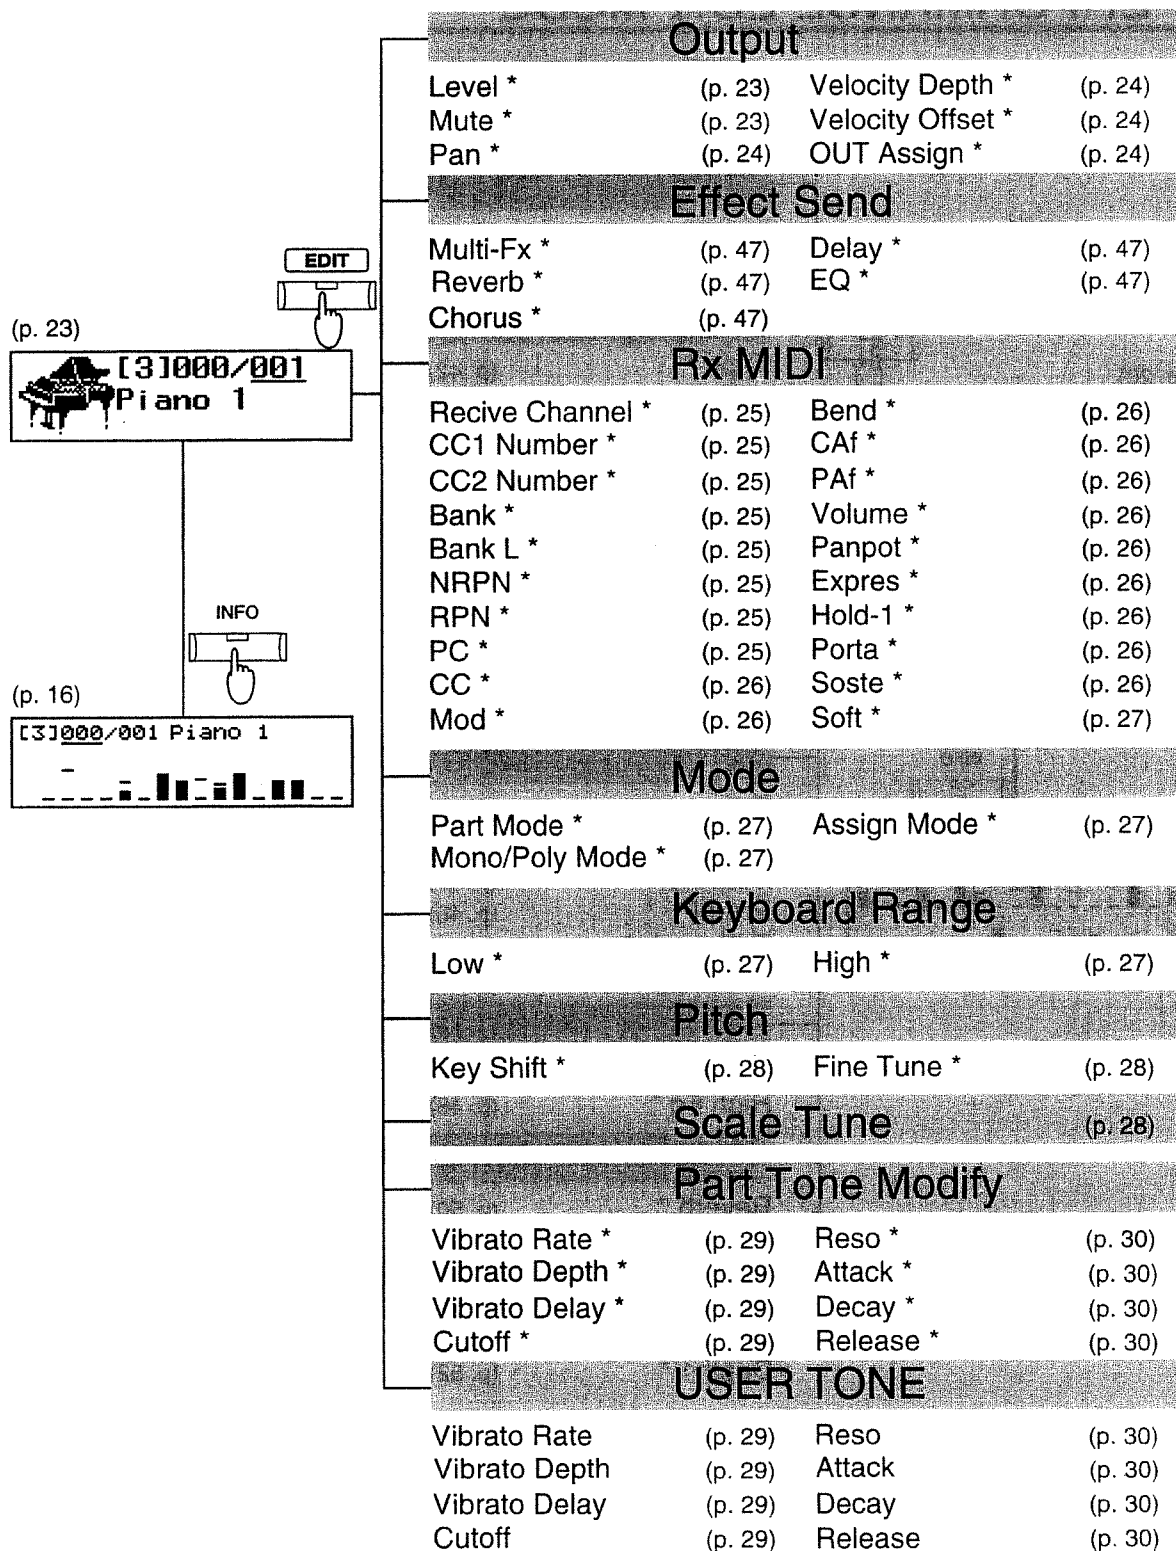 Output
Level * (p. 23) Velocity Depth * (p. 24)
Mute * (p. 23) Velocity Offset * (p. 24)
Pan * (p. 24) OUT Assign * (p. 24)
Effect Send
Multi-Fx * (p. 47) Delay * (p. 47)
Reverb * (p. 47) EQ * (p. 47)
Chorus * (p. 47)
EDIT
(p. 23)
[3]000/001
Piano 1
INFO
(p. 16)
[3]000/001 Piano 1
Rx MIDI
Recive Channel * (p. 25) Bend * (p. 26)
CC1 Number * (p. 25) CAf * (p. 26)
CC2 Number * (p. 25) PAf * (p. 26)
Bank * (p. 25) Volume * (p. 26)
Bank L * (p. 25) Panpot * (p. 26)
NRPN * (p. 25) Expres * (p. 26)
RPN * (p. 25) Hold-1 * (p. 26)
PC * (p. 25) Porta * (p. 26)
CC * (p. 26) Soste * (p. 26)
Mod * (p. 26) Soft * (p. 27)
Mode
Part Mode * (p. 27) Assign Mode * (p. 27)
Mono/Poly Mode * (p. 27)
Keyboard Range
Low * (p. 27) High * (p. 27)
Pitch
Key Shift * (p. 28) Fine Tune * (p. 28)
Scale Tune (p. 28)
Part Tone Modify
Vibrato Rate * (p. 29) Reso * (p. 30)
Vibrato Depth * (p. 29) Attack * (p. 30)
Vibrato Delay * (p. 29) Decay * (p. 30)
Cutoff * (p. 29) Release * (p. 30)
USER TONE
Vibrato Rate (p. 29) Reso (p. 30)
Vibrato Depth (p. 29) Attack (p. 30)
Vibrato Delay (p. 29) Decay (p. 30)
Cutoff (p. 29) Release (p. 30)